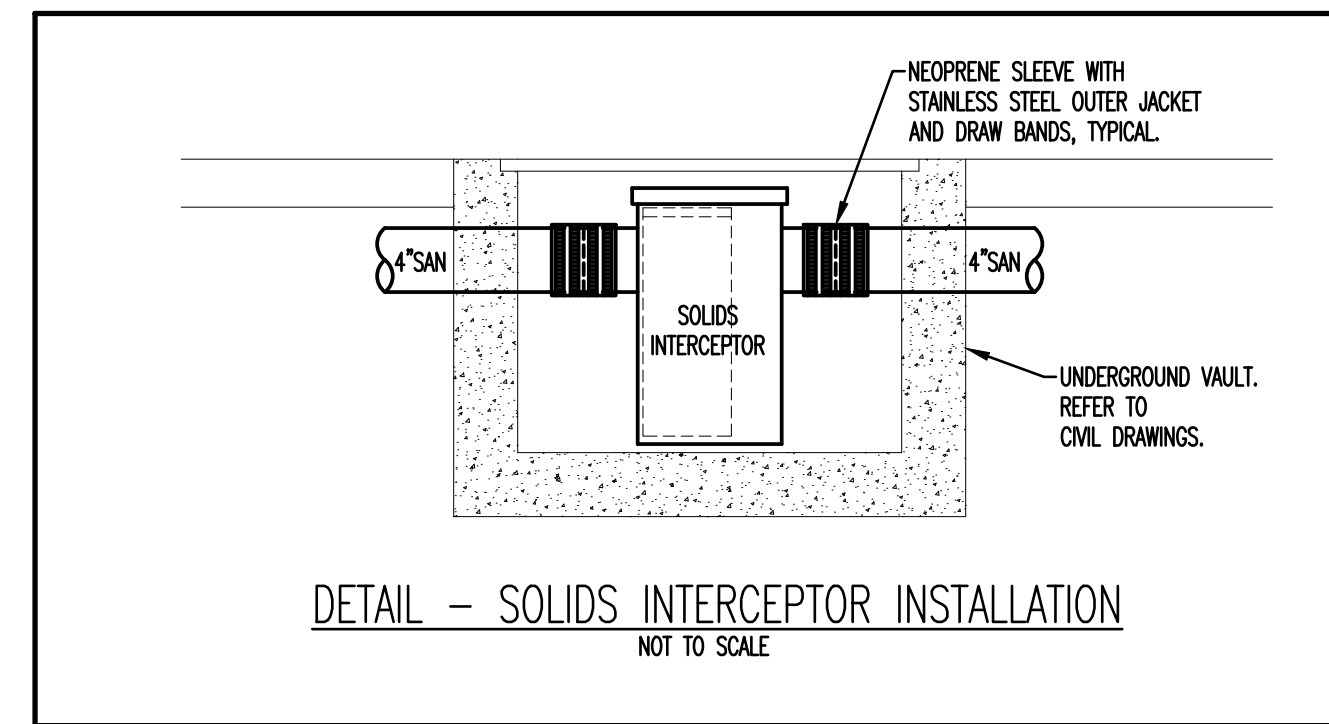 NEOPRENE SLEEVE WITH
STAINLESS STEEL OUTER JACKET
AND DRAW BANDS, TYPICAL.
4"SAN
4"SAN
SOLIDS
INTERCEPTOR
UNDERGROUND VAULT.
REFER TO
CIVIL DRAWINGS.
DETAIL – SOLIDS INTERCEPTOR INSTALLATION
NOT TO SCALE